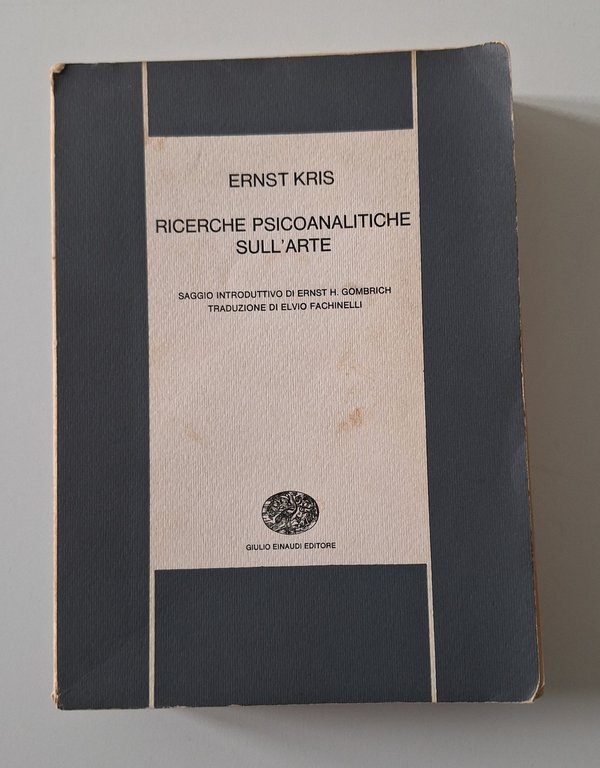 ERNST KRIS
RICERCHE PSICOANALITICHE
SULL'ARTE
SAGGIO INTRODUTTIVO DI ERNST H. GOMBRICH
TRADUZIONE DI ELVIO FACHINELLI
GIULIO EINAUDI EDITORE